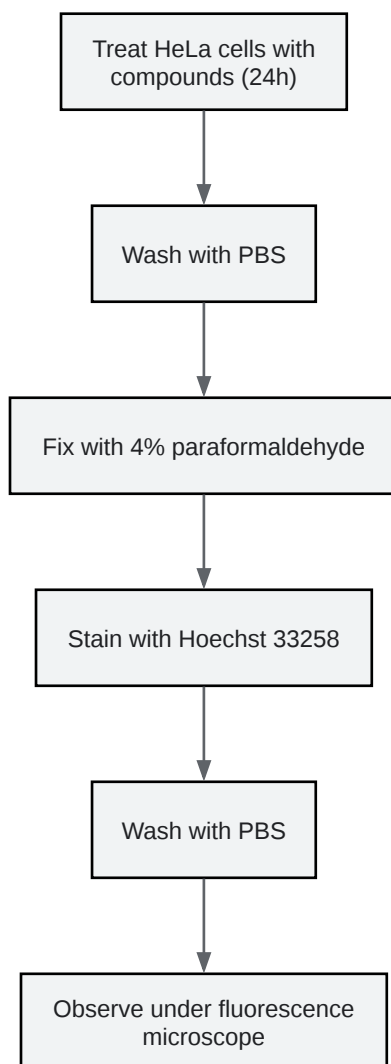 Treat HeLa cells with
compounds (24h)
Wash with PBS
Fix with 4% paraformaldehyde
Stain with Hoechst 33258
Wash with PBS
Observe under fluorescence
microscope